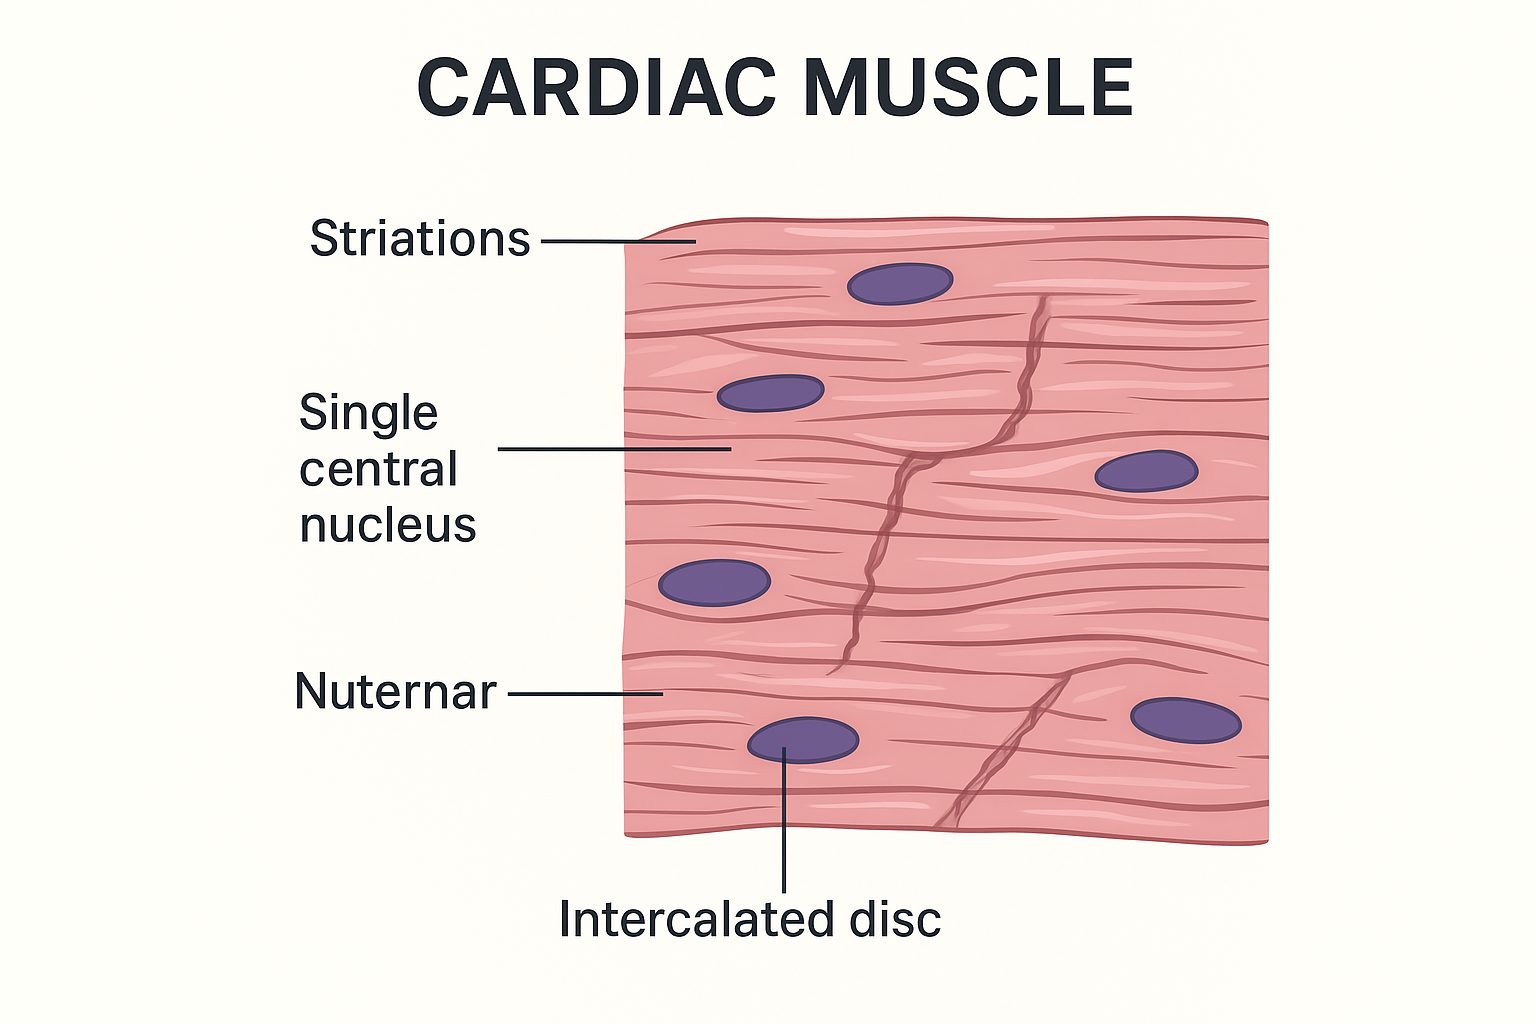 CARDIAC MUSCLE
Striations
Single
central
nucleus
Nuternar
Intercalated disc